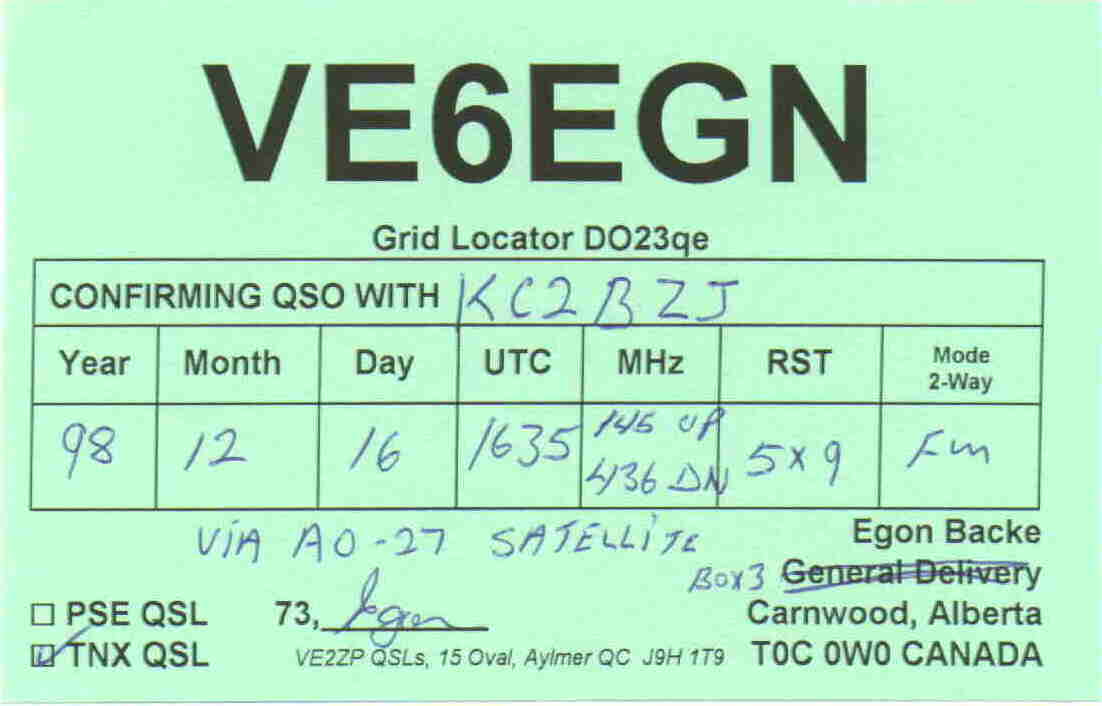 VE6EGN
Grid Locator DO23qe
CONFIRMING QSO WITH KC2BZJ
Year Month Day UTC MHz RST Mode 2-Way
98 12 16 1635 145 UP 436 DN 5x9 Fm
VIA AO-27 SATELLITE
Egon Backe
Box 3 General Delivery
PSE QSL 73, Egon Carnwood, Alberta
TNX QSL VE2ZP QSLs, 15 Oval, Aylmer QC J9H 1T9 T0C 0W0 CANADA